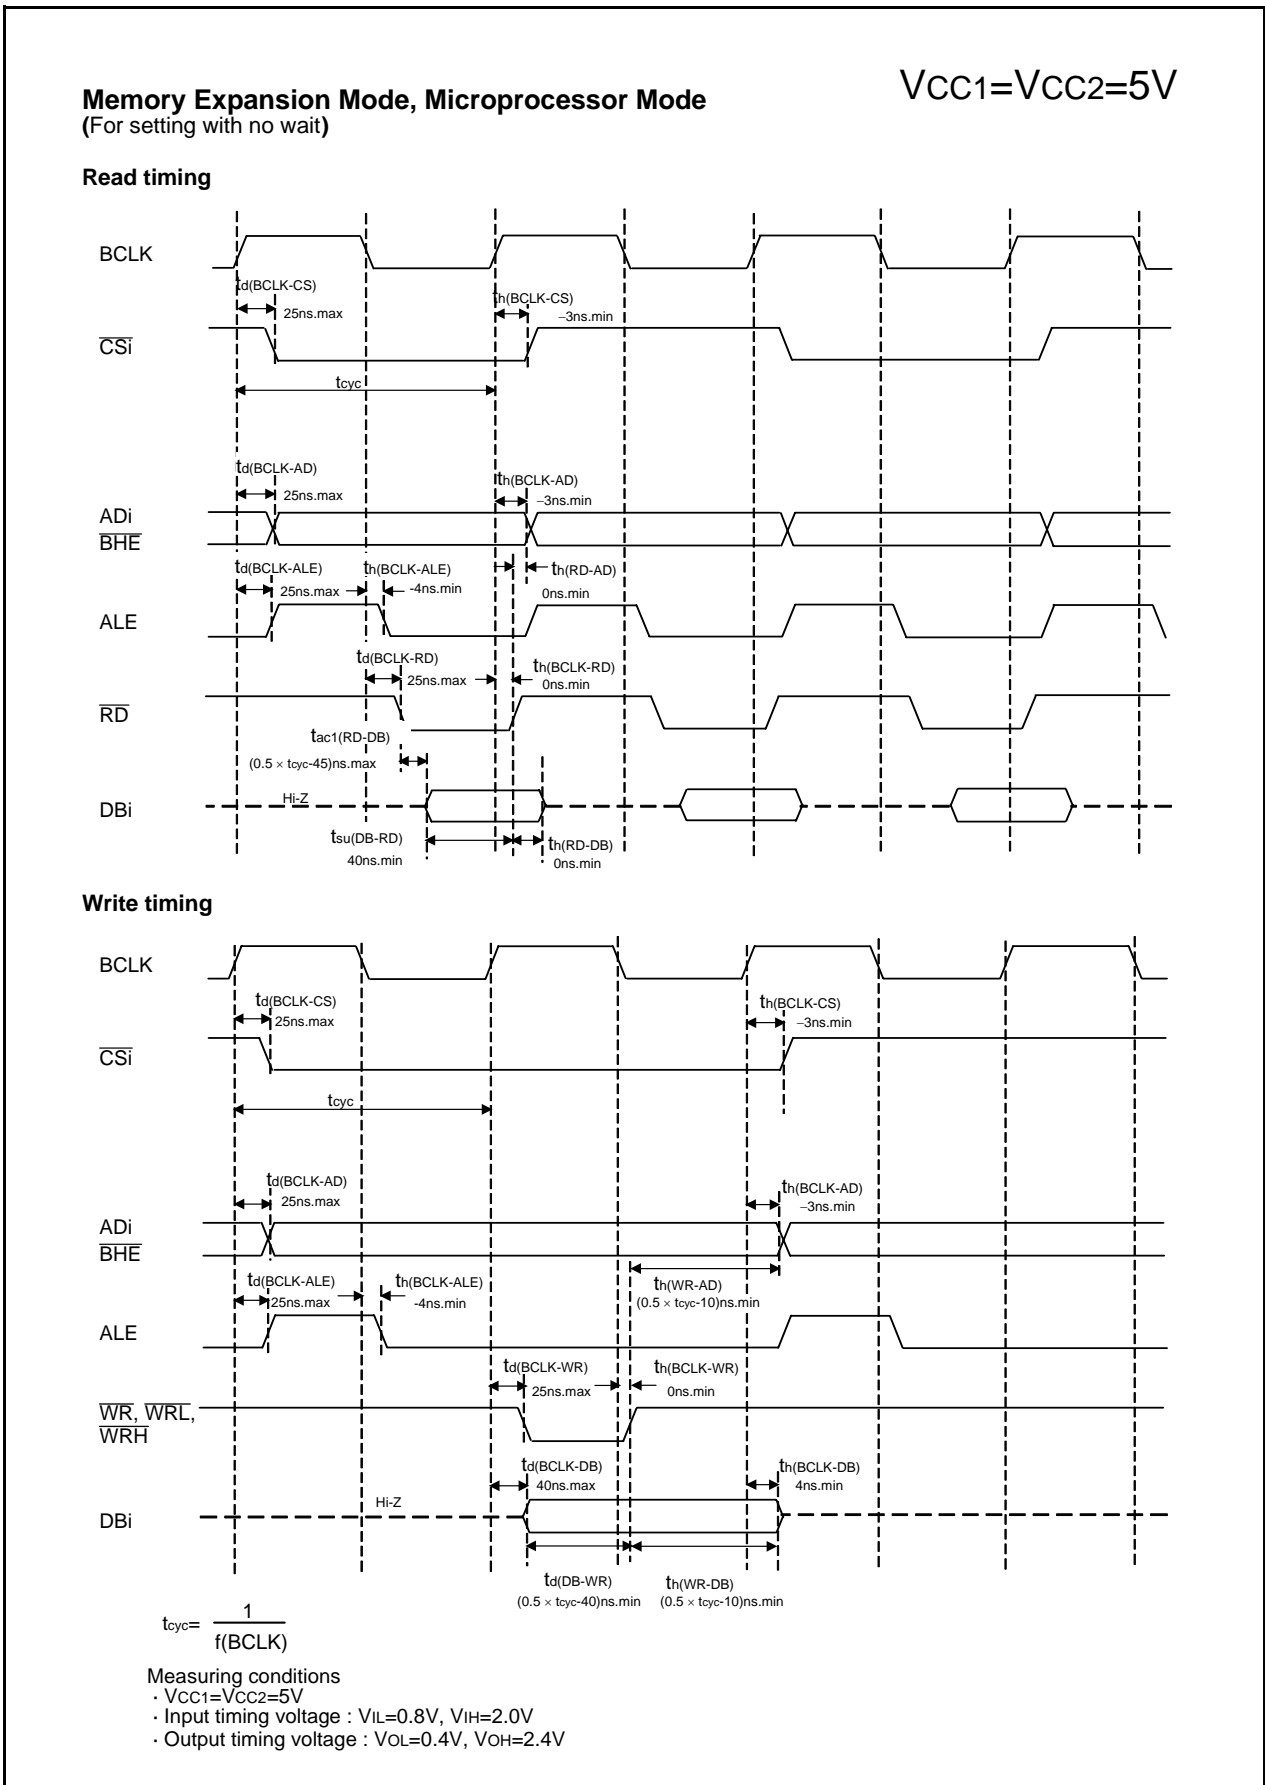 VCC1=VCC2=5V
Memory Expansion Mode, Microprocessor Mode
(For setting with no wait)
Read timing
BCLK
td(BCLK-CS)
25ns.max
th(BCLK-CS)
−3ns.min
CSi
tcyc
td(BCLK-AD)
25ns.max
th(BCLK-AD)
−3ns.min
ADi
BHE
td(BCLK-ALE)
25ns.max
th(BCLK-ALE)
-4ns.min
th(RD-AD)
0ns.min
ALE
td(BCLK-RD)
25ns.max
th(BCLK-RD)
0ns.min
RD
tac1(RD-DB)
(0.5 × tcyc-45)ns.max
Hi-Z
DBi
tsu(DB-RD)
40ns.min
th(RD-DB)
0ns.min
Write timing
BCLK
td(BCLK-CS)
25ns.max
th(BCLK-CS)
−3ns.min
CSi
tcyc
td(BCLK-AD)
25ns.max
th(BCLK-AD)
−3ns.min
ADi
BHE
td(BCLK-ALE)
25ns.max
th(BCLK-ALE)
-4ns.min
th(WR-AD)
(0.5 × tcyc-10)ns.min
ALE
td(BCLK-WR)
25ns.max
th(BCLK-WR)
0ns.min
WR, WRL,
WRH
td(BCLK-DB)
40ns.max
th(BCLK-DB)
4ns.min
Hi-Z
DBi
td(DB-WR)
(0.5 × tcyc-40)ns.min
th(WR-DB)
(0.5 × tcyc-10)ns.min
tcyc= 1
f(BCLK)
Measuring conditions
· VCC1=VCC2=5V
· Input timing voltage : VIL=0.8V, VIH=2.0V
· Output timing voltage : VOL=0.4V, VOH=2.4V